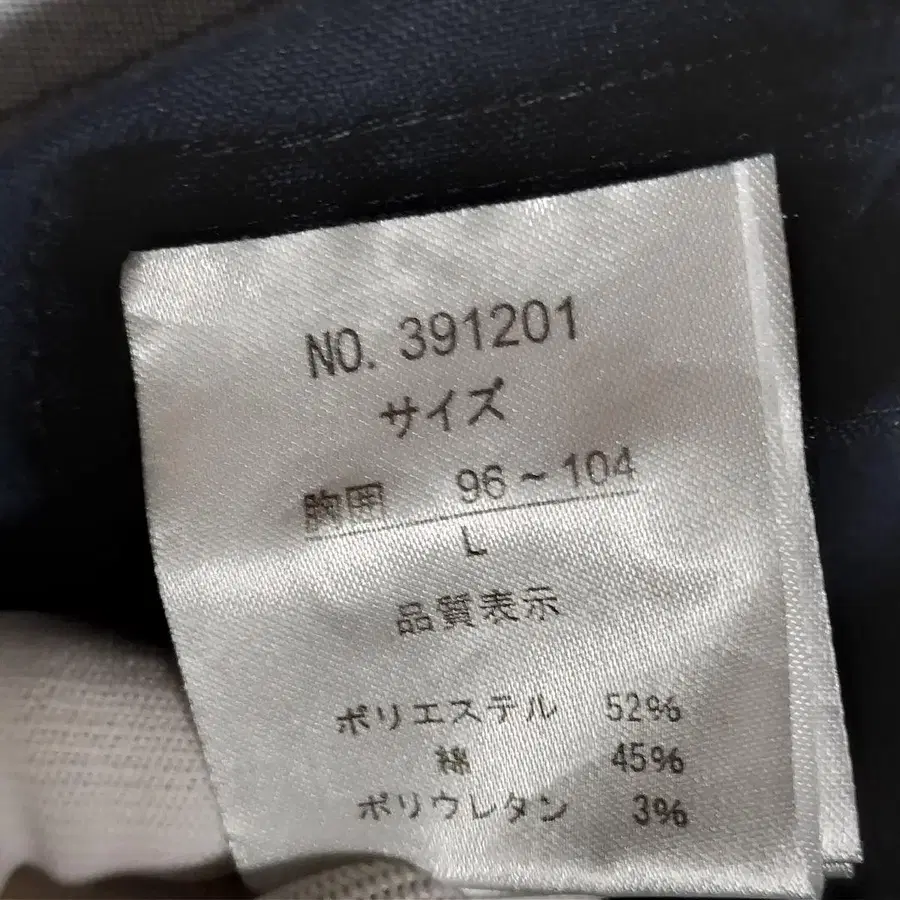 NO. 391201
サイズ
胸囲 96~104
L
品質表示
ポリエステル 52%
綿 45%
ポリウレタン 3%